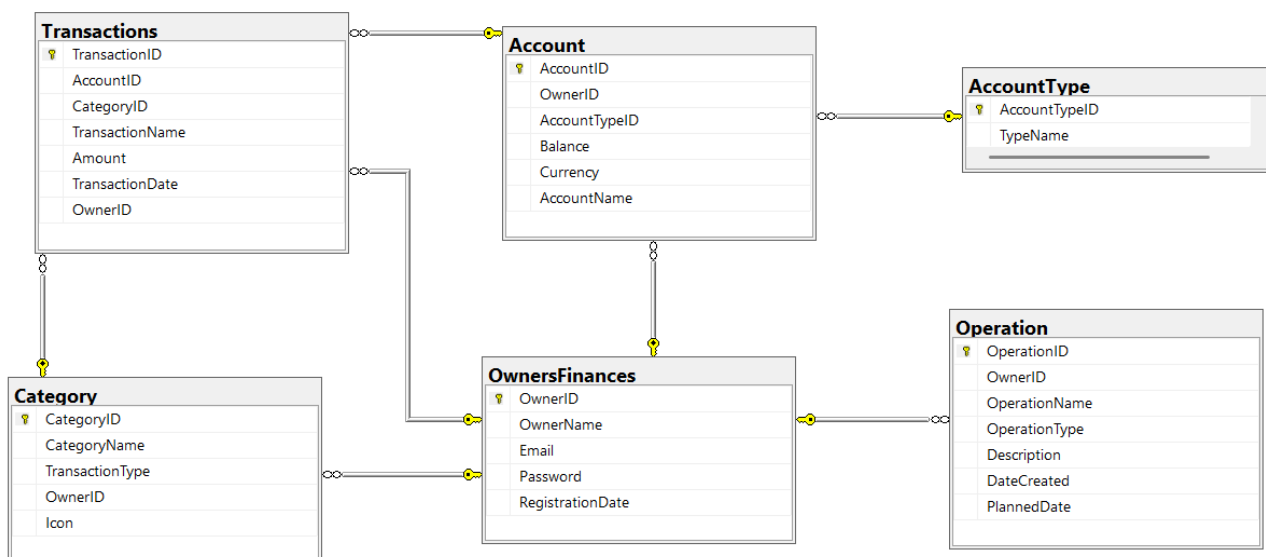 Transactions
TransactionID
AccountID
CategoryID
TransactionName
Amount
TransactionDate
OwnerID
Account
AccountID
OwnerID
AccountTypeID
Balance
Currency
AccountName
AccountType
AccountTypeID
TypeName
Category
CategoryID
CategoryName
TransactionType
OwnerID
Icon
OwnersFinances
OwnerID
OwnerName
Email
Password
RegistrationDate
Operation
OperationID
OwnerID
OperationName
OperationType
Description
DateCreated
PlannedDate